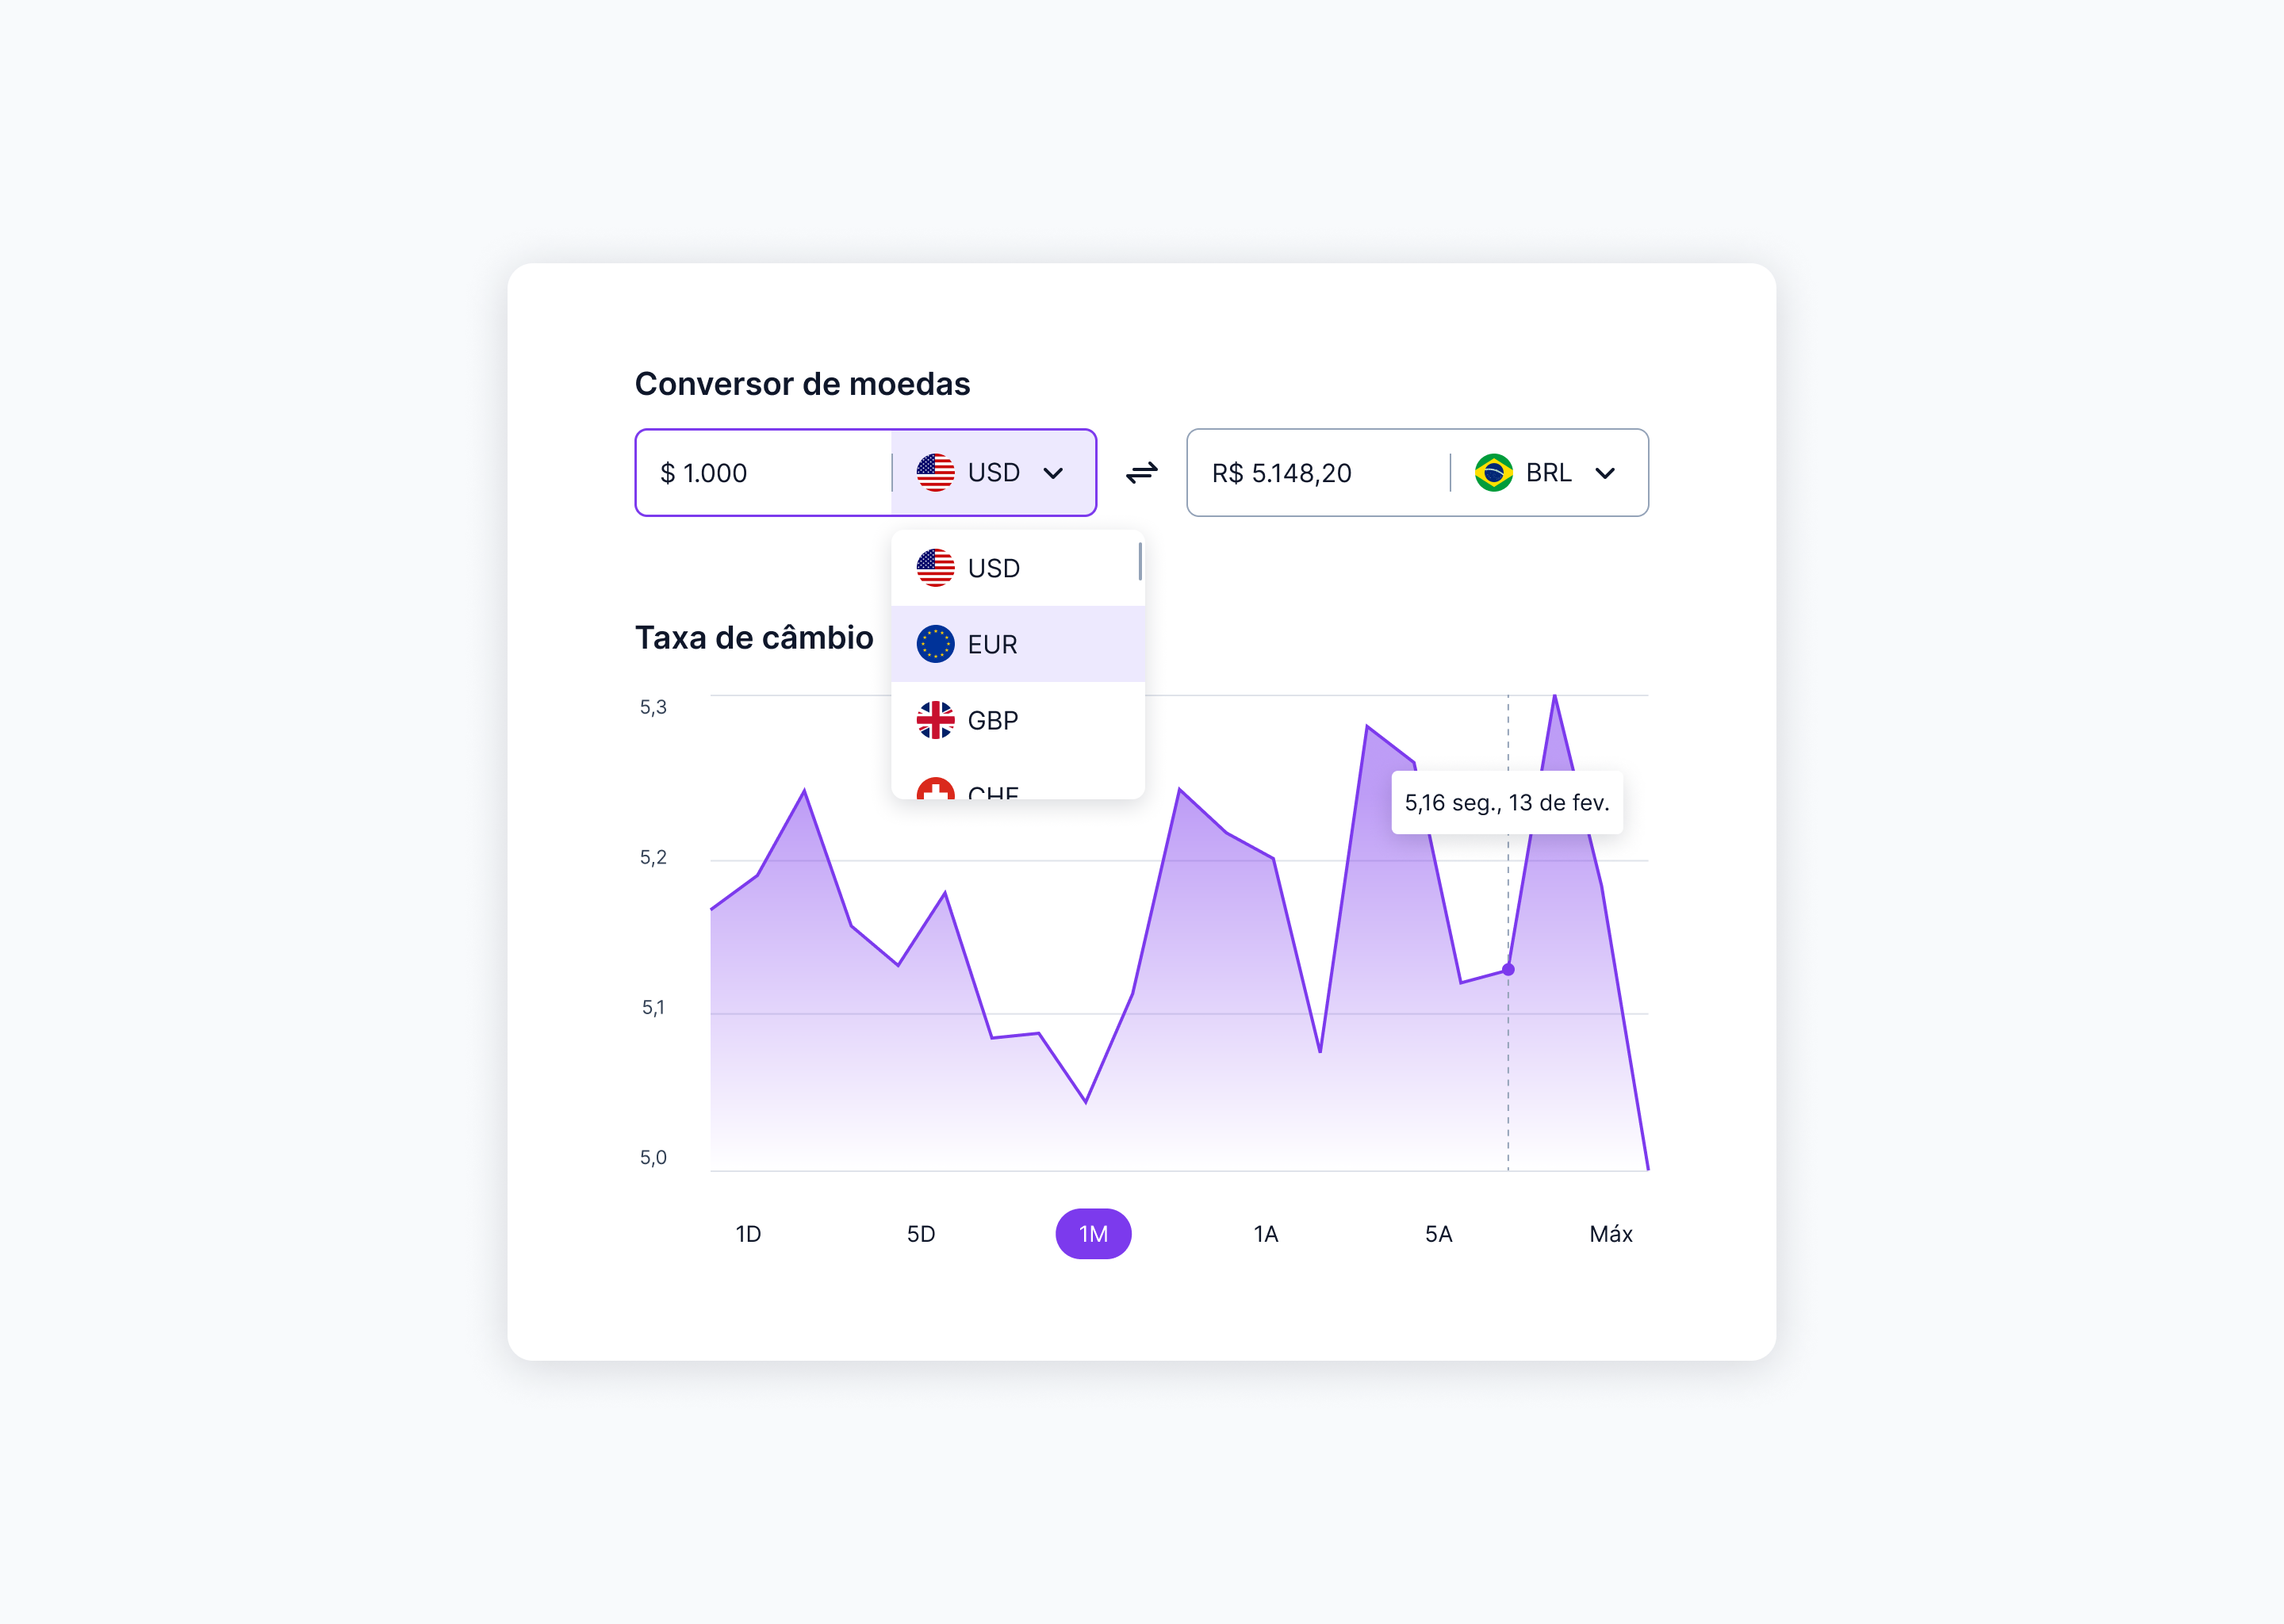 Conversor de moedas
$ 1.000
USD
R$ 5.148,20
BRL
USD
EUR
GBP
Taxa de câmbio
5,3
5,2
5,1
5,0
5,16 seg., 13 de fev.
1D
5D
1M
1A
5A
Máx